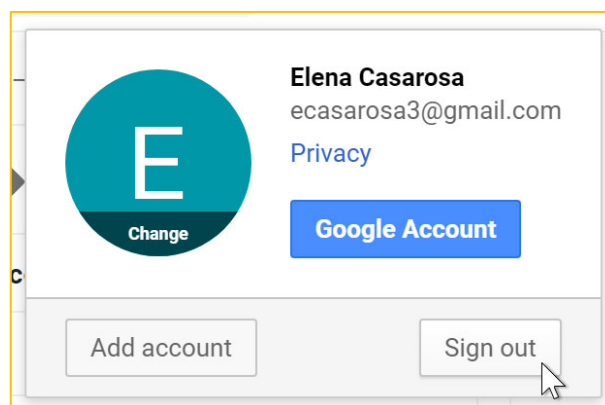 Elena Casarosa
ecasarosa3@gmail.com
Privacy
E
Change
Google Account
Add account
Sign out